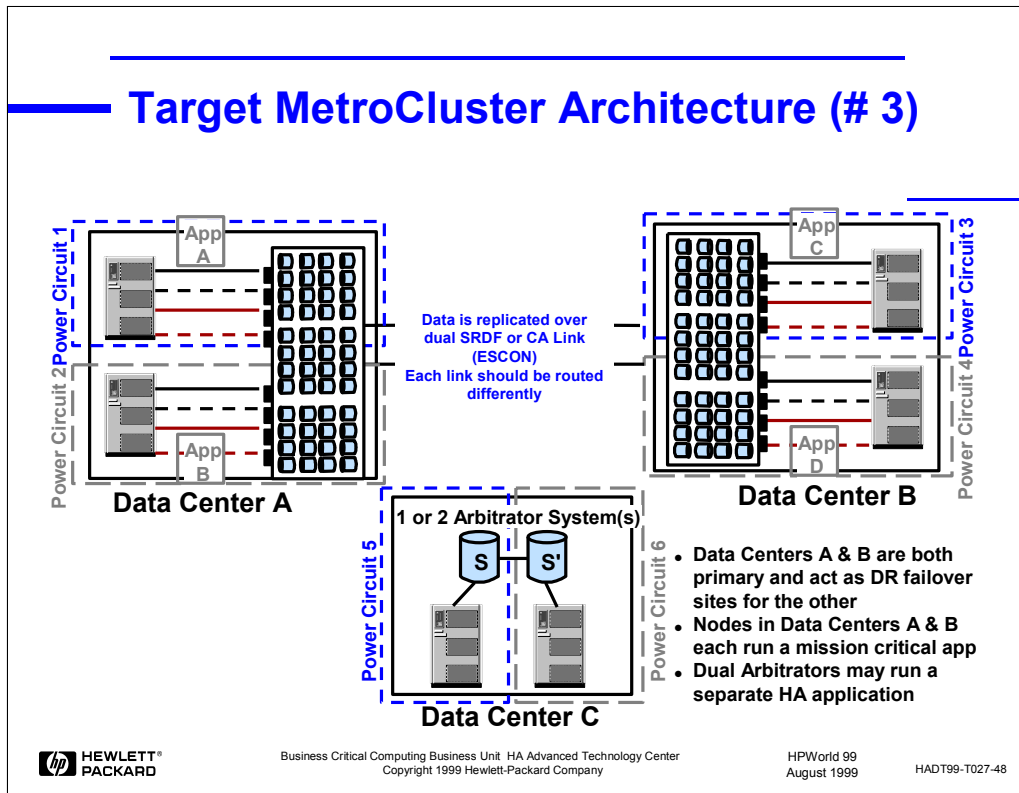 Target MetroCluster Architecture (# 3)
Power Circuit 1
App
A
Power Circuit 2
App
B
Data Center A
Data is replicated over
dual SRDF or CA Link
(ESCON)
Each link should be routed
differently
App
C
Power Circuit 3
App
D
Power Circuit 4
Data Center B
1 or 2 Arbitrator System(s)
Power Circuit 5
S
S'
Power Circuit 6
Data Center C
• Data Centers A & B are both
primary and act as DR failover
sites for the other
• Nodes in Data Centers A & B
each run a mission critical app
• Dual Arbitrators may run a
separate HA application
hp
HEWLETT®
PACKARD
Business Critical Computing Business Unit HA Advanced Technology Center
Copyright 1999 Hewlett-Packard Company
HPWorld 99
August 1999
HADT99-T027-48